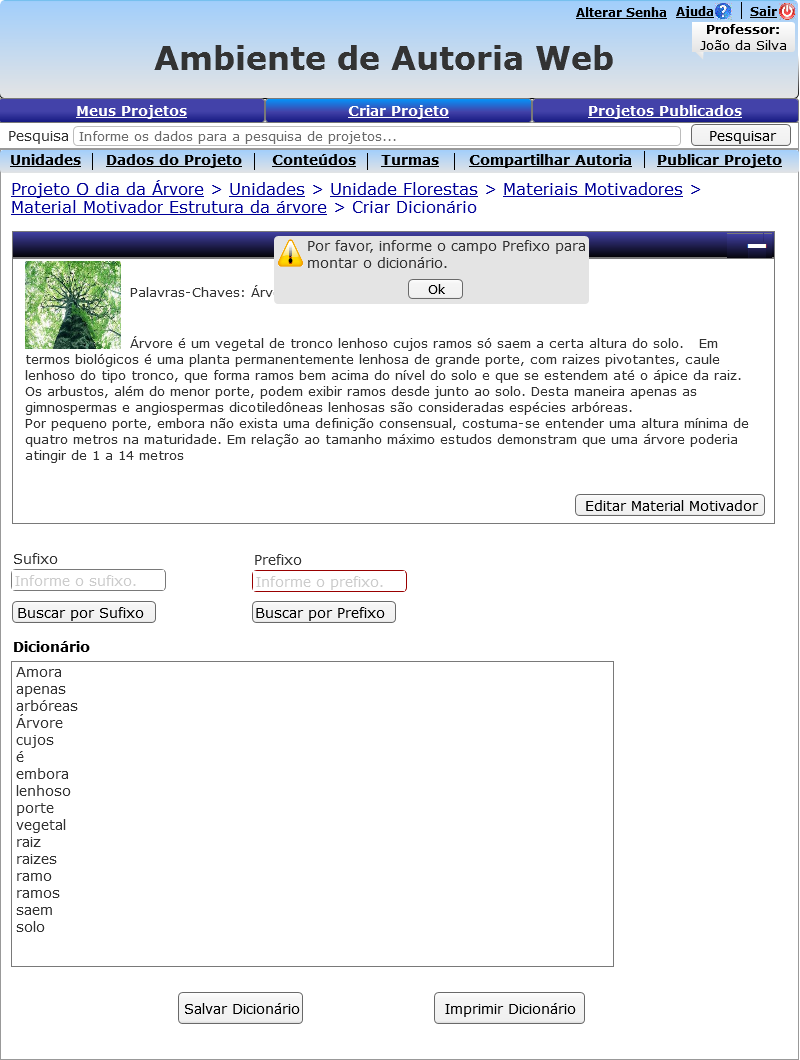 Alterar Senha Ajuda ? Sair
Professor:
João da Silva
Ambiente de Autoria Web
Meus Projetos Criar Projeto Projetos Publicados
Pesquisa Informe os dados para a pesquisa de projetos... Pesquisar
Unidades | Dados do Projeto | Conteúdos | Turmas | Compartilhar Autoria | Publicar Projeto
Projeto O dia da Árvore > Unidades > Unidade Florestas > Materiais Motivadores >
Material Motivador Estrutura da árvore > Criar Dicionário
Por favor, informe o campo Prefixo para
montar o dicionário.
Ok
Palavras-Chaves: Árv
Árvore é um vegetal de tronco lenhoso cujos ramos só saem a certa altura do solo. Em
termos biológicos é uma planta permanentemente lenhosa de grande porte, com raizes pivotantes, caule
lenhoso do tipo tronco, que forma ramos bem acima do nível do solo e que se estendem até o ápice da raiz.
Os arbustos, além do menor porte, podem exibir ramos desde junto ao solo. Desta maneira apenas as
gimnospermas e angiospermas dicotiledôneas lenhosas são consideradas espécies arbóreas.
Por pequeno porte, embora não exista uma definição consensual, costuma-se entender uma altura mínima de
quatro metros na maturidade. Em relação ao tamanho máximo estudos demonstram que uma árvore poderia
atingir de 1 a 14 metros
Editar Material Motivador
Sufixo Prefixo
Informe o sufixo. Informe o prefixo.
Buscar por Sufixo Buscar por Prefixo
Dicionário
Amora
apenas
arbóreas
Árvore
cujos
é
embora
lenhoso
porte
vegetal
raiz
raizes
ramo
ramos
saem
solo
Salvar Dicionário Imprimir Dicionário